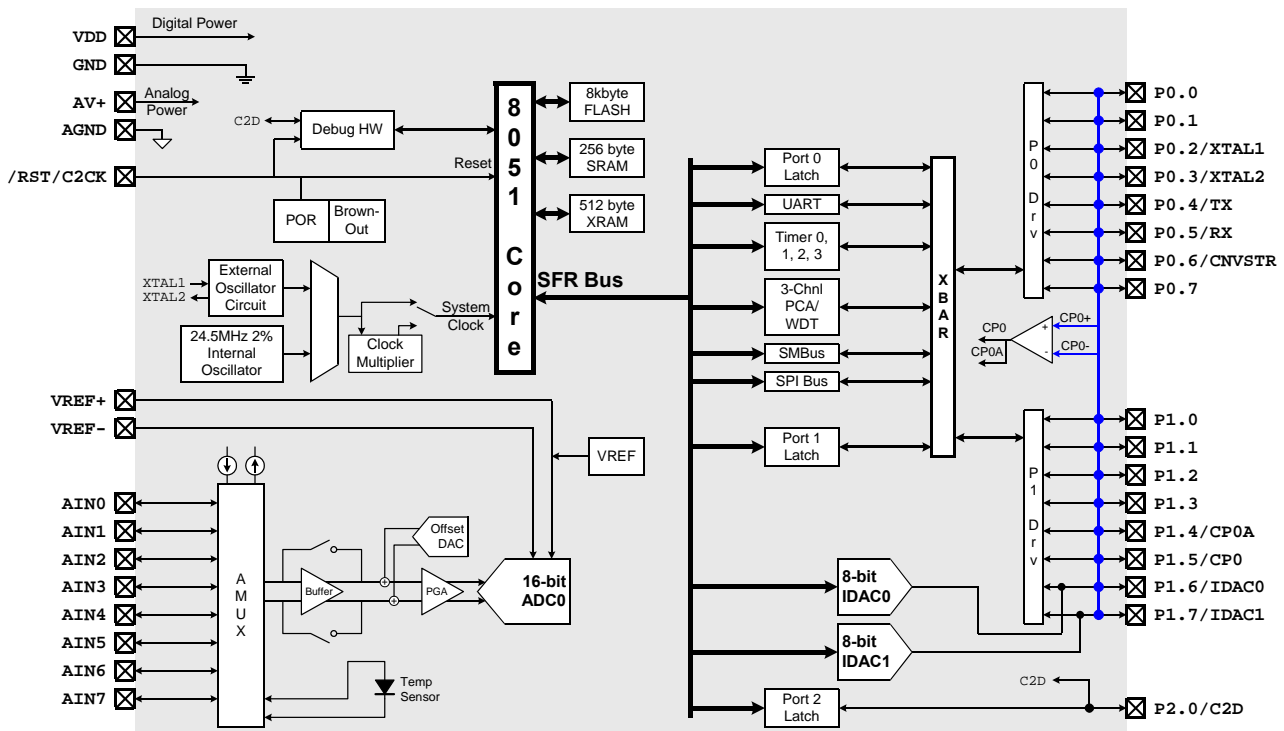 VDD
Digital Power
GND
AV+
Analog
Power
AGND
/RST/C2CK
C2D
Debug HW
Reset
POR
Brown-
Out
XTAL1
XTAL2
External
Oscillator
Circuit
24.5MHz 2%
Internal
Oscillator
Clock
Multiplier
System
Clock
8
0
5
1
C
o
r
e
8kbyte
FLASH
256 byte
SRAM
512 byte
XRAM
SFR Bus
VREF+
VREF-
VREF
AIN0
AIN1
AIN2
AIN3
AIN4
AIN5
AIN6
AIN7
A
M
U
X
Buffer
+
+
Offset
DAC
PGA
16-bit
ADC0
Temp
Sensor
Port 0
Latch
UART
Timer 0,
1, 2, 3
3-Chnl
PCA/
WDT
SMBus
SPI Bus
Port 1
Latch
8-bit
IDAC0
8-bit
IDAC1
Port 2
Latch
X
B
A
R
P
0
D
r
v
CP0
CP0A
+
-
CP0+
CP0-
P
1
D
r
v
C2D
P0.0
P0.1
P0.2/XTAL1
P0.3/XTAL2
P0.4/TX
P0.5/RX
P0.6/CNVSTR
P0.7
P1.0
P1.1
P1.2
P1.3
P1.4/CP0A
P1.5/CP0
P1.6/IDAC0
P1.7/IDAC1
P2.0/C2D